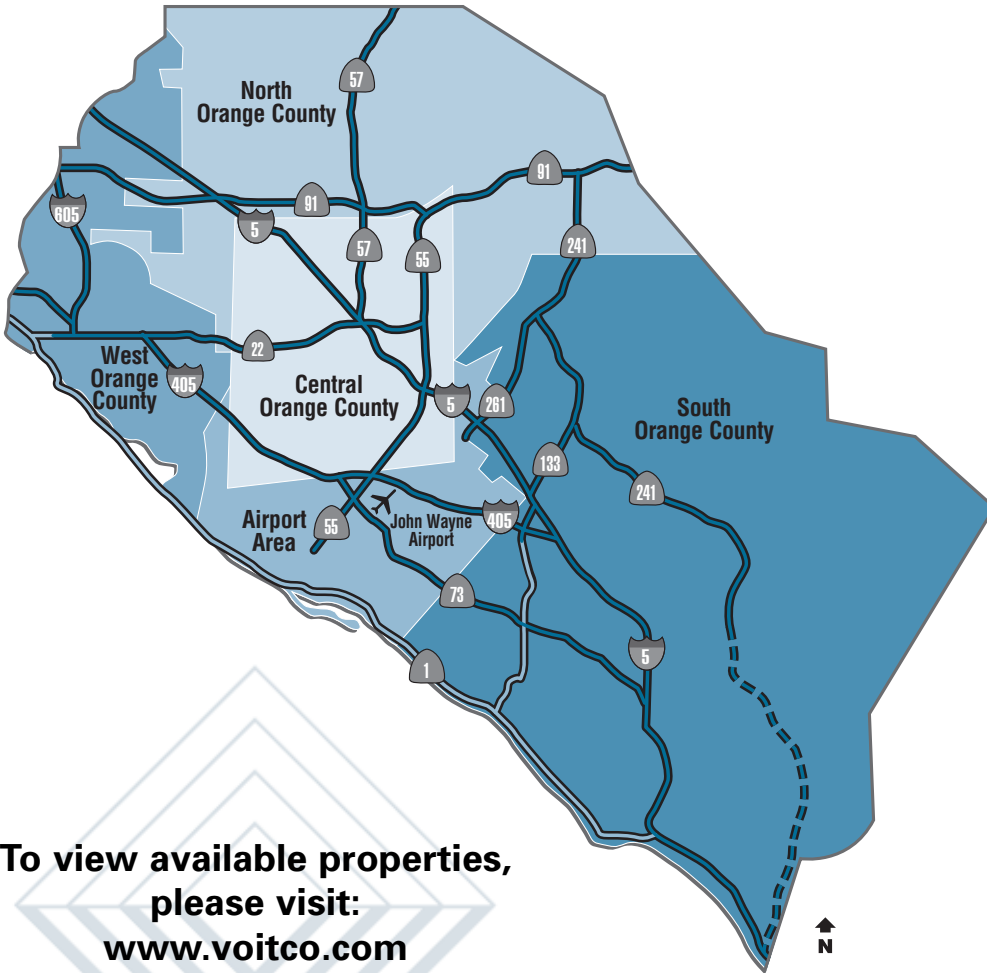 57
North
Orange County
91
91
605
5
57
55
241
22
West
Orange
County
405
Central
Orange County
5
261
South
Orange County
133
241
Airport
Area
55
John Wayne
Airport
405
73
5
1
To view available properties,
please visit:
www.voitco.com
N